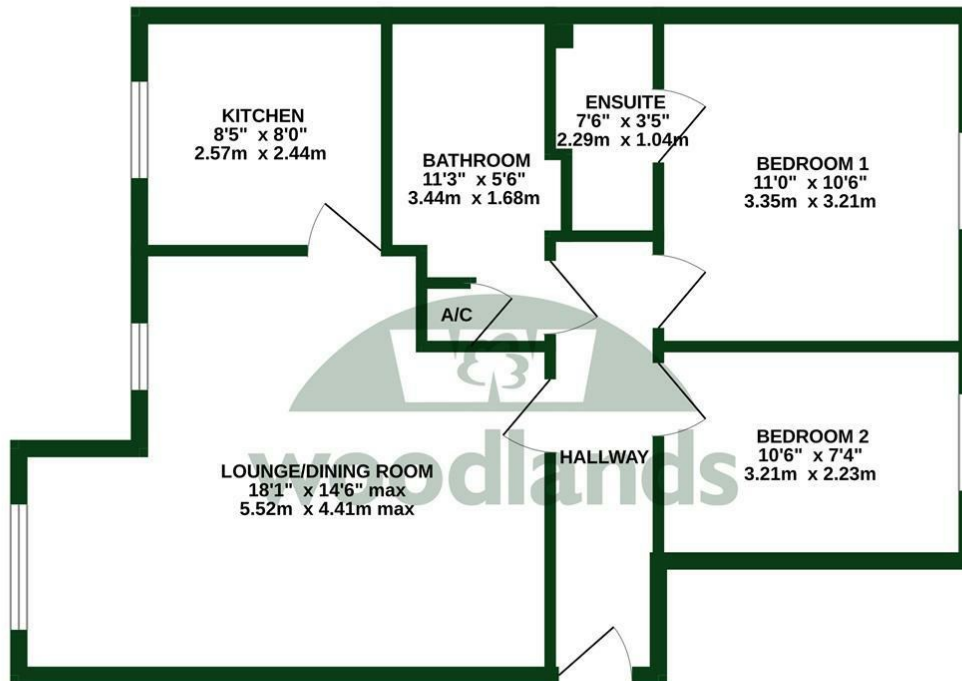 KITCHEN
8'5" x 8'0"
2.57m x 2.44m
BATHROOM
11'3" x 5'6"
3.44m x 1.68m
ENSUITE
7'6" x 3'5"
2.29m x 1.04m
BEDROOM 1
11'0" x 10'6"
3.35m x 3.21m
A/C
LOUNGE/DINING ROOM
18'1" x 14'6" max
5.52m x 4.41m max
HALLWAY
BEDROOM 2
10'6" x 7'4"
3.21m x 2.23m
woodlands